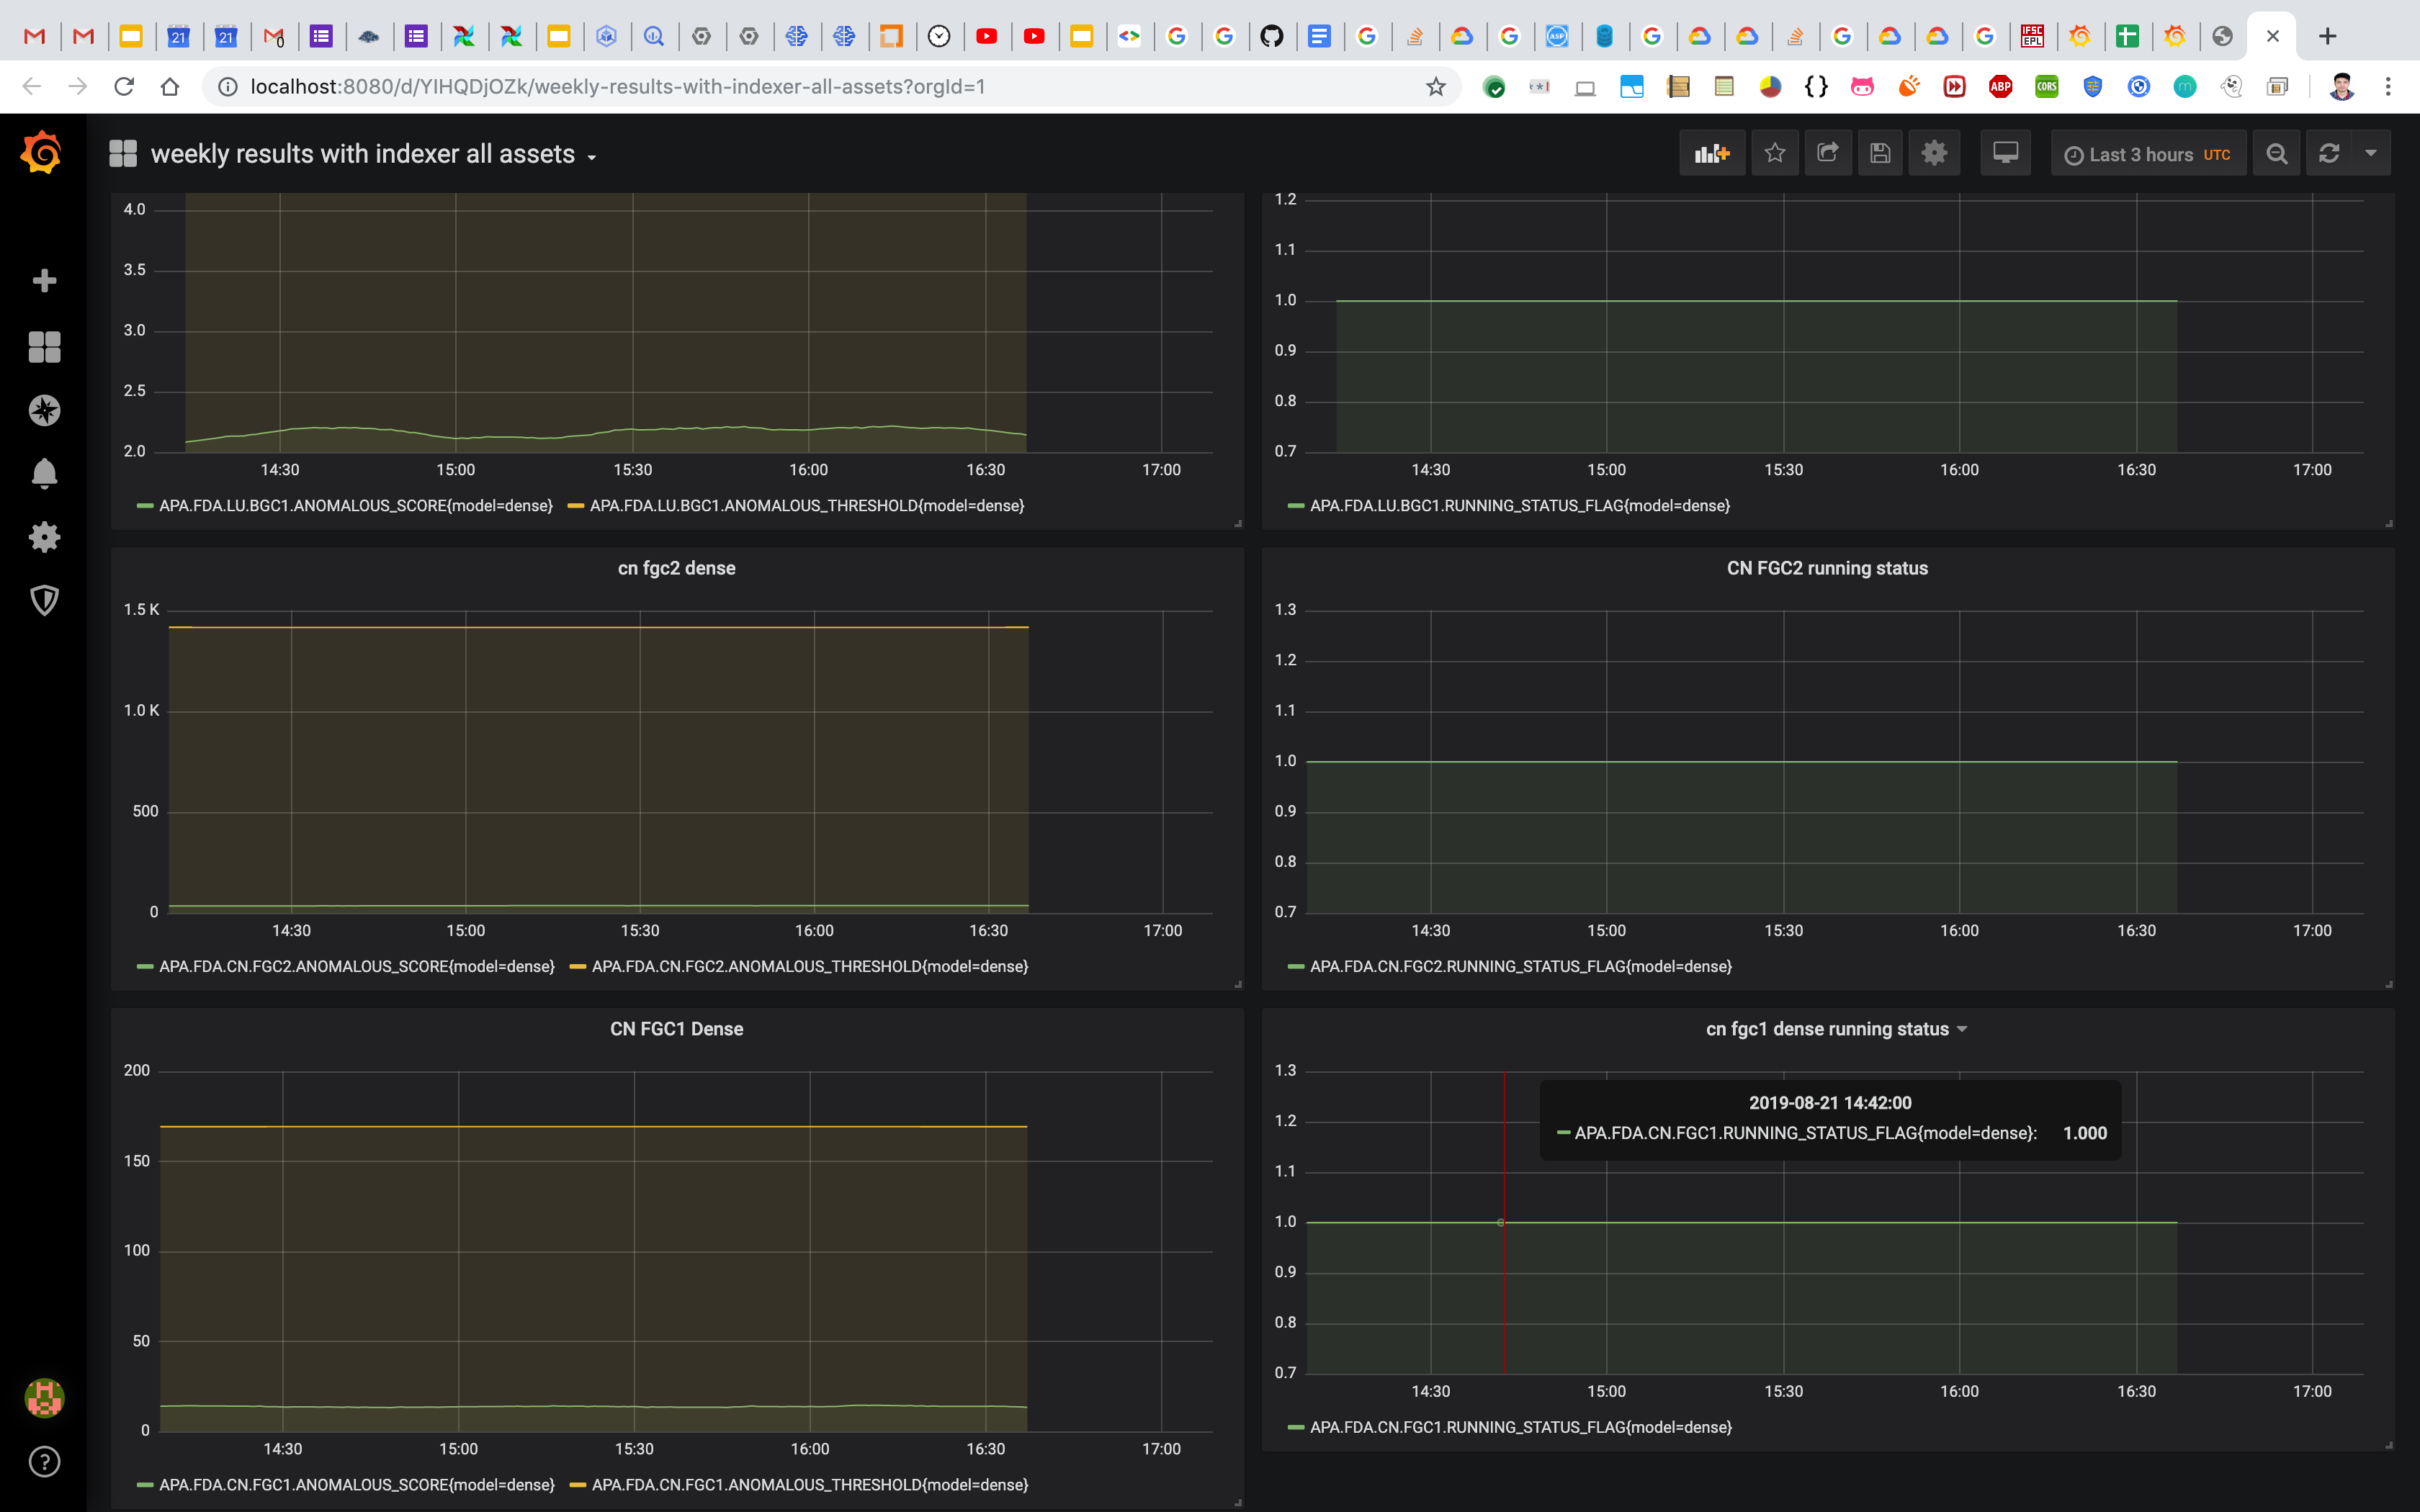 21
21
0
ASP
IFSC
EPL
localhost:8080/d/YIHQDjOZk/weekly-results-with-indexer-all-assets?orgId=1
**!
{}
ABP
CORS
m
weekly results with indexer all assets
Last 3 hours UTC
4.0
3.5
3.0
2.5
2.0
14:30 15:00 15:30 16:00 16:30 17:00
APA.FDA.LU.BGC1.ANOMALOUS_SCORE{model=dense} APA.FDA.LU.BGC1.ANOMALOUS_THRESHOLD{model=dense}
1.2
1.1
1.0
0.9
0.8
0.7
14:30 15:00 15:30 16:00 16:30 17:00
APA.FDA.LU.BGC1.RUNNING_STATUS_FLAG{model=dense}
cn fgc2 dense
1.5 K
1.0 K
500
0
14:30 15:00 15:30 16:00 16:30 17:00
APA.FDA.CN.FGC2.ANOMALOUS_SCORE{model=dense} APA.FDA.CN.FGC2.ANOMALOUS_THRESHOLD{model=dense}
CN FGC2 running status
1.3
1.2
1.1
1.0
0.9
0.8
0.7
14:30 15:00 15:30 16:00 16:30 17:00
APA.FDA.CN.FGC2.RUNNING_STATUS_FLAG{model=dense}
CN FGC1 Dense
200
150
100
50
0
14:30 15:00 15:30 16:00 16:30 17:00
APA.FDA.CN.FGC1.ANOMALOUS_SCORE{model=dense} APA.FDA.CN.FGC1.ANOMALOUS_THRESHOLD{model=dense}
cn fgc1 dense running status
1.3
1.2
1.1
1.0
0.9
0.8
0.7
2019-08-21 14:42:00
APA.FDA.CN.FGC1.RUNNING_STATUS_FLAG{model=dense}: 1.000
14:30 15:00 15:30 16:00 16:30 17:00
APA.FDA.CN.FGC1.RUNNING_STATUS_FLAG{model=dense}
?